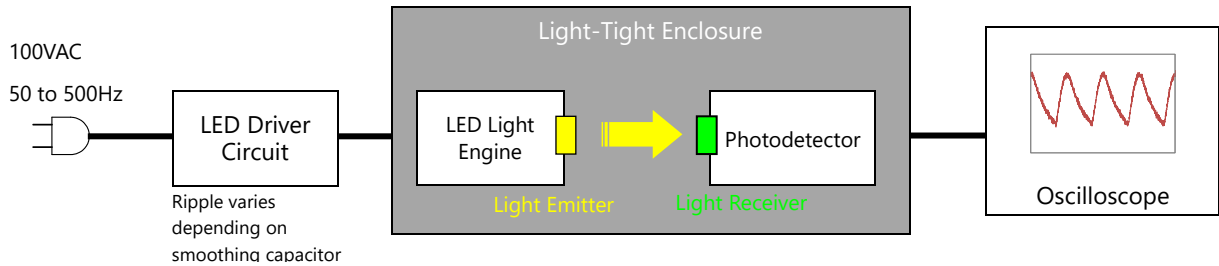 100VAC
50 to 500Hz
LED Driver
Circuit
Ripple varies
depending on
smoothing capacitor
Light-Tight Enclosure
LED Light
Engine
Light Emitter
Photodetector
Light Receiver
Oscilloscope